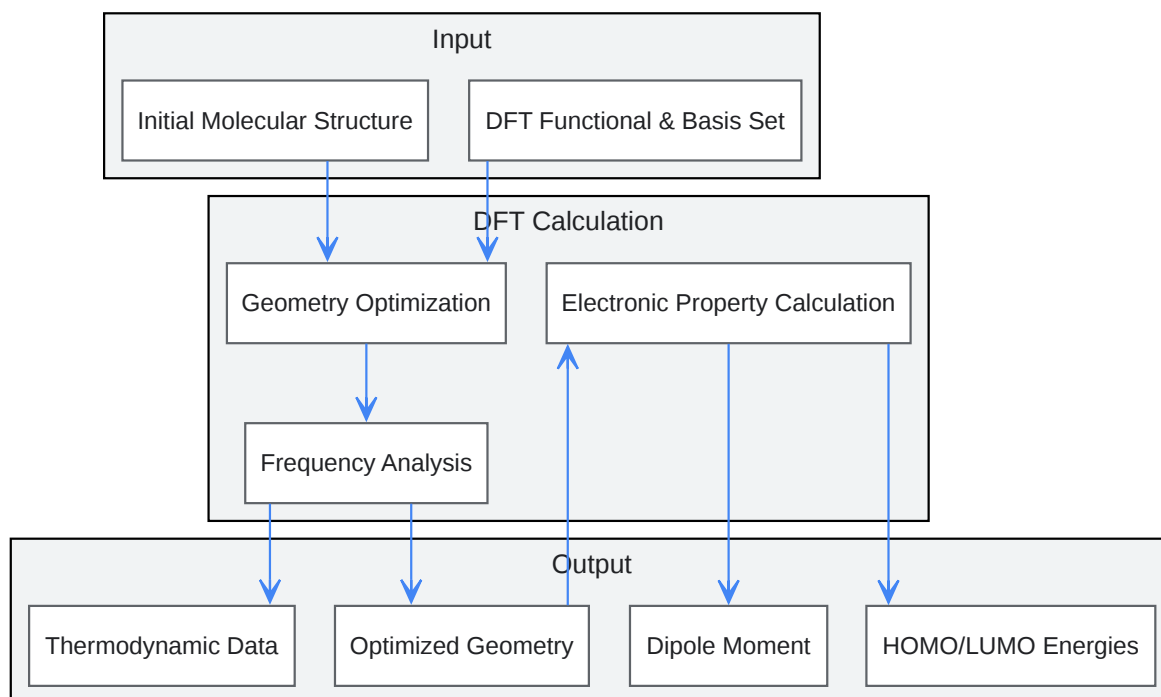 Input
Initial Molecular Structure
DFT Functional & Basis Set
DFT Calculation
Geometry Optimization
Electronic Property Calculation
Frequency Analysis
Output
Thermodynamic Data
Optimized Geometry
Dipole Moment
HOMO/LUMO Energies